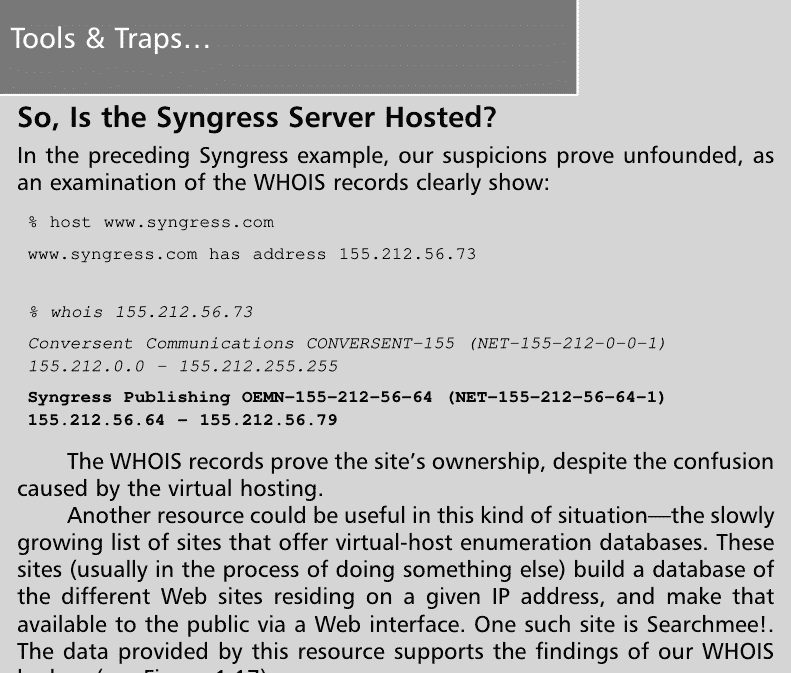 Tools & Traps…
So, Is the Syngress Server Hosted?
In the preceding Syngress example, our suspicions prove unfounded, as
an examination of the WHOIS records clearly show:
% host www.syngress.com
www.syngress.com has address 155.212.56.73
% whois 155.212.56.73
Conversent Communications CONVERSENT-155 (NET-155-212-0-0-1)
155.212.0.0 - 155.212.255.255
Syngress Publishing OEMN-155-212-56-64 (NET-155-212-56-64-1)
155.212.56.64 - 155.212.56.79
The WHOIS records prove the site's ownership, despite the confusion
caused by the virtual hosting.
Another resource could be useful in this kind of situation—the slowly
growing list of sites that offer virtual-host enumeration databases. These
sites (usually in the process of doing something else) build a database of
the different Web sites residing on a given IP address, and make that
available to the public via a Web interface. One such site is Searchmee!.
The data provided by this resource supports the findings of our WHOIS